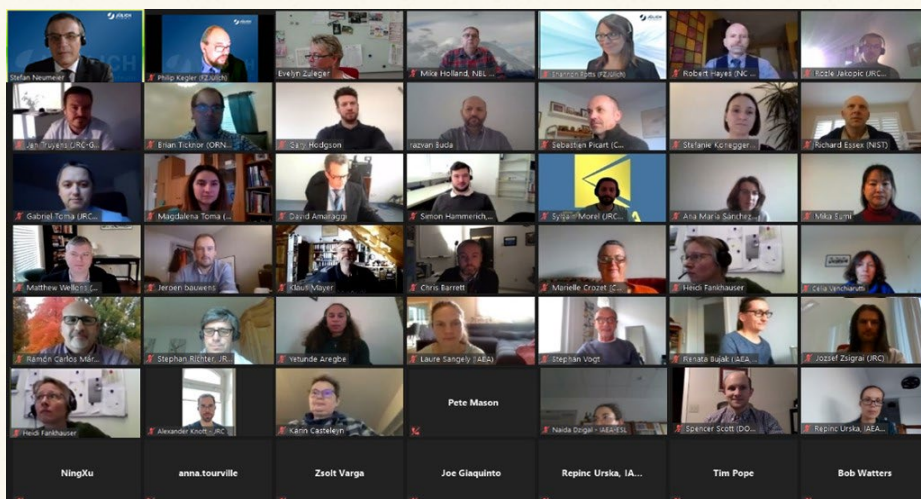 JÜLICH
Stefan Neumeier
Philip Kegler (FZJülich)
Evelyn Zuleger
Mike Holland, NBL ...
JÜLICH
Shannon Potts (FZJülich)
Robert Hayes (NC ...
Rozle Jakopic (JRC...
Jan Truyens (JRC-G...
Brian Ticknor (ORN...
Gary Hodgson
razvan buda
Sebastien Picart (C...
Stefanie Konegger...
Richard Essex (NIST)
Gabriel Toma (JRC...
Magdalena Toma (...
David Amaraggi
Simon Hammerich,...
Sylvain Morel (JRC...
Ana Maria Sanchez...
Mika Sumi
Matthew Wellons (...
Jeroen bauwens
Klaus Mayer
Chris Barrett
Marielle Crozet (C...
Heidi Fankhauser
Celia Vanchiarutti
Ramón Carlos Már...
Stephan Richter, JR...
Yetunde Aregbe
Laure Sangely (IAEA)
Stephan Vogt
Renata Bujak (IAEA...
Jozsef Zsigrai (JRC)
Heidi Fankhauser
Alexander Knott - JRC
Karin Casteleyn
Pete Mason
Naida Dzigal - IAEA-ESL
Spencer Scott (DO...
Repinc Urska, IAEA...
NingXu
anna.tourville
Zsolt Varga
Joe Giaquinto
Repinc Urska, IA...
Tim Pope
Bob Watters